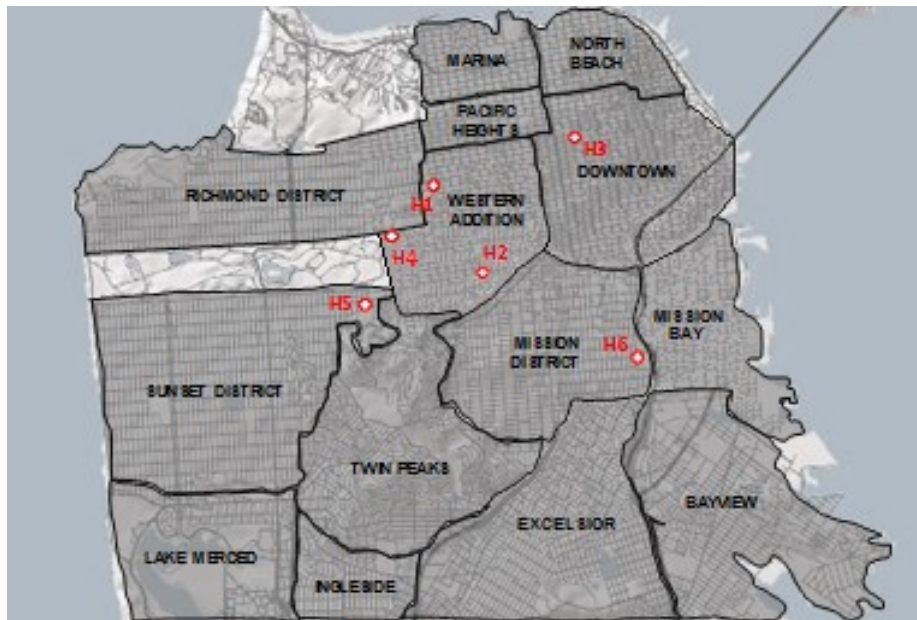 MARINA
NORTH
BEACH
PACIFIC
HEIGHTS
H3
DOWNTOWN
RICHMOND DISTRICT
H1
WESTERN
ADDITION
H4
H2
H5
MISSION
BAY
MISSION
DISTRICT
H6
SUNSET DISTRICT
TWIN PEAKS
BAYVIEW
EXCELSIOR
LAKE MERCED
INGLESIDE